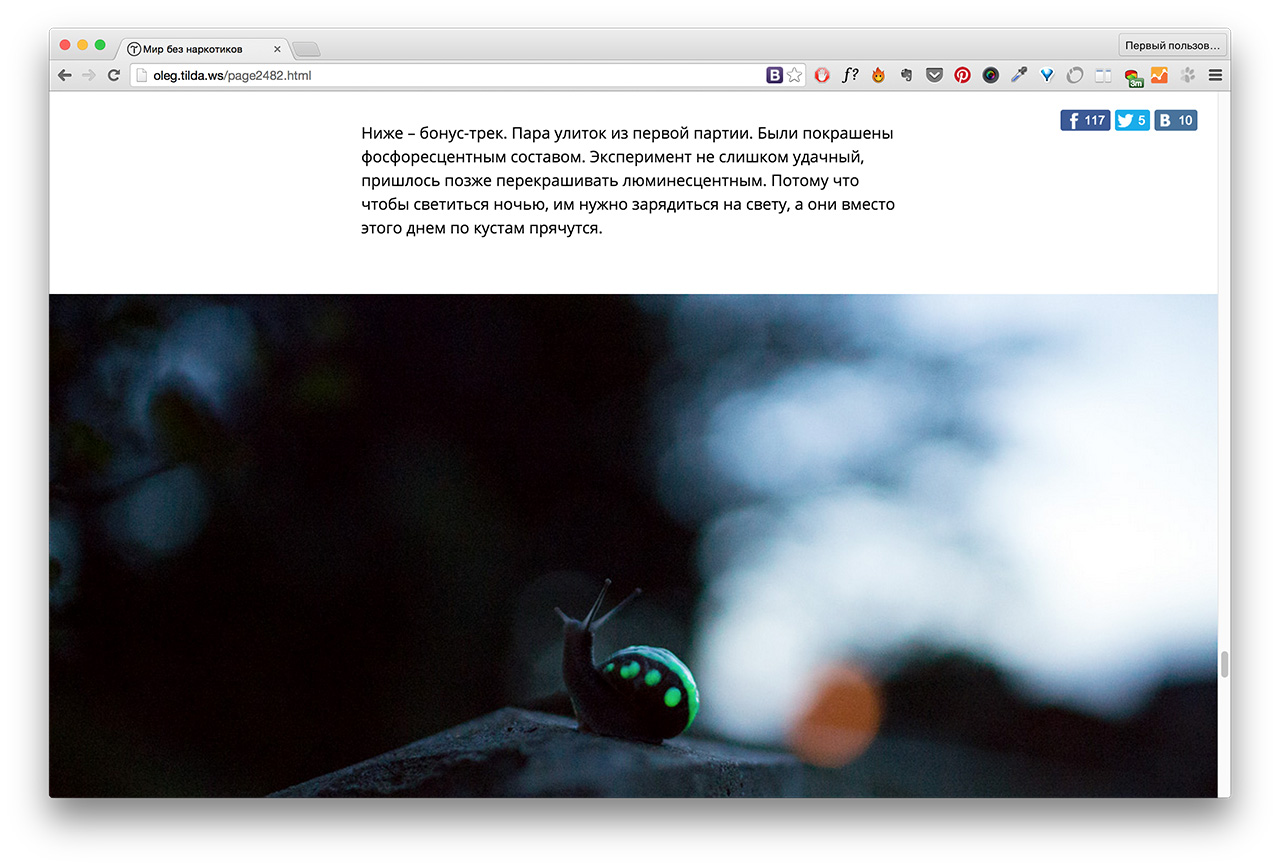 Мир без наркотиков
Первый пользов...
oleg.tilda.ws/page2482.html
B
f?
3m
117
5
B 10
Ниже – бонус-трек. Пара улиток из первой партии. Были покрашены
фосфоресцентным составом. Эксперимент не слишком удачный,
пришлось позже перекрашивать люминесцентным. Потому что
чтобы светиться ночью, им нужно зарядиться на свету, а они вместо
этого днем по кустам прячутся.